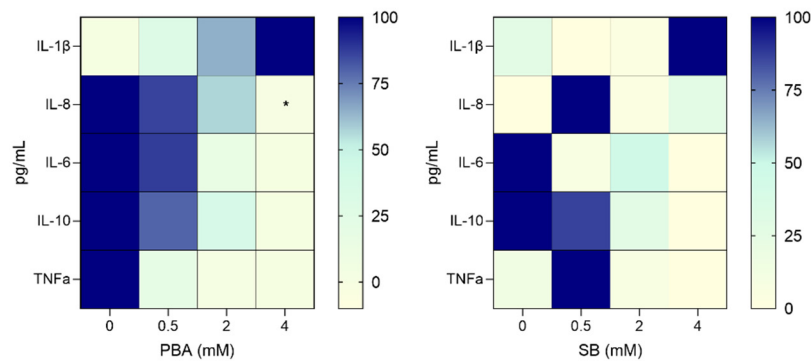 100
IL-1β
75
IL-8
pg/mL
50
IL-6
25
IL-10
0
TNFa
0 0.5 2 4
PBA (mM)
100
IL-1β
75
IL-8
*
pg/mL
50
IL-6
25
IL-10
TNFa
0
0 0.5 2 4
SB (mM)